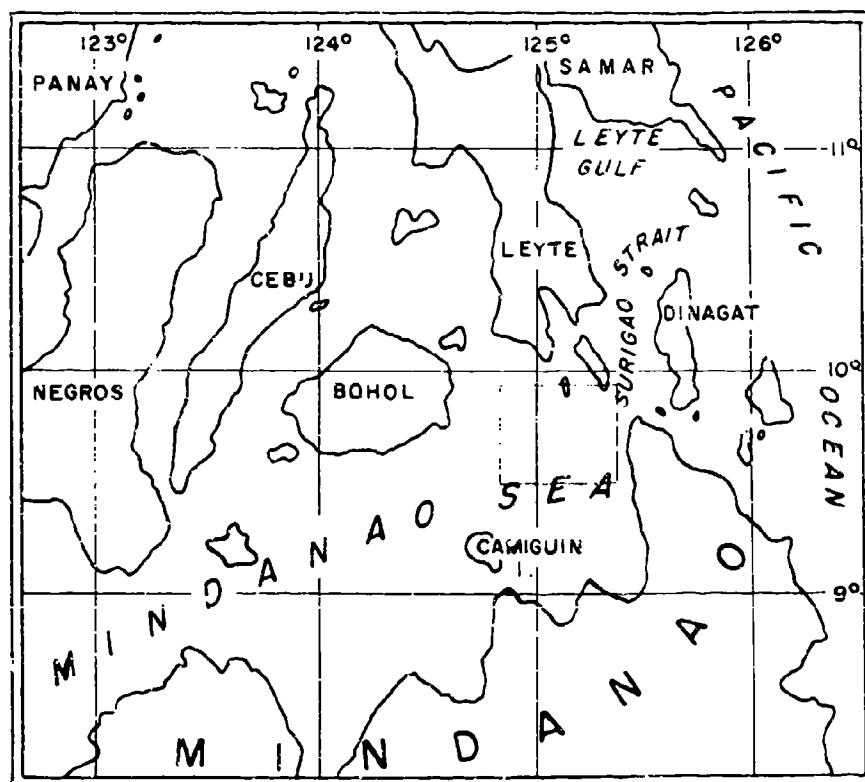 123° 124° 125° 126°
PANAY
SAMAR
PACIFIC
LEYTE
GULF
11°
LEYTE
SURIGAO STRAIT
CEBU
DINAGAT
10°
NEGROS
BOHOL
OCEAN
MINDANAO SEA
CAMIGUIN
9°
MINDANAO